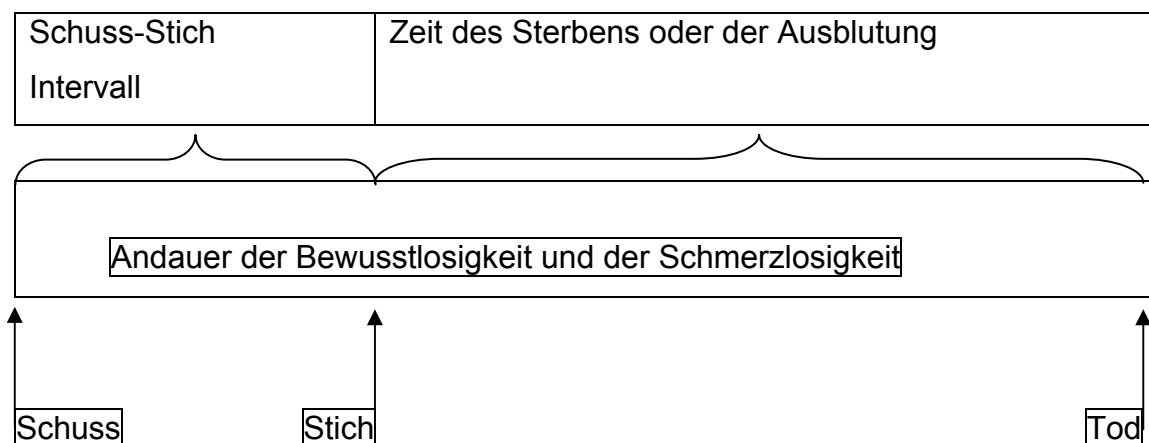 Schuss-Stich
Intervall
Zeit des Sterbens oder der Ausblutung
Andauer der Bewusstlosigkeit und der Schmerzlosigkeit
Schuss
Stich
Tod